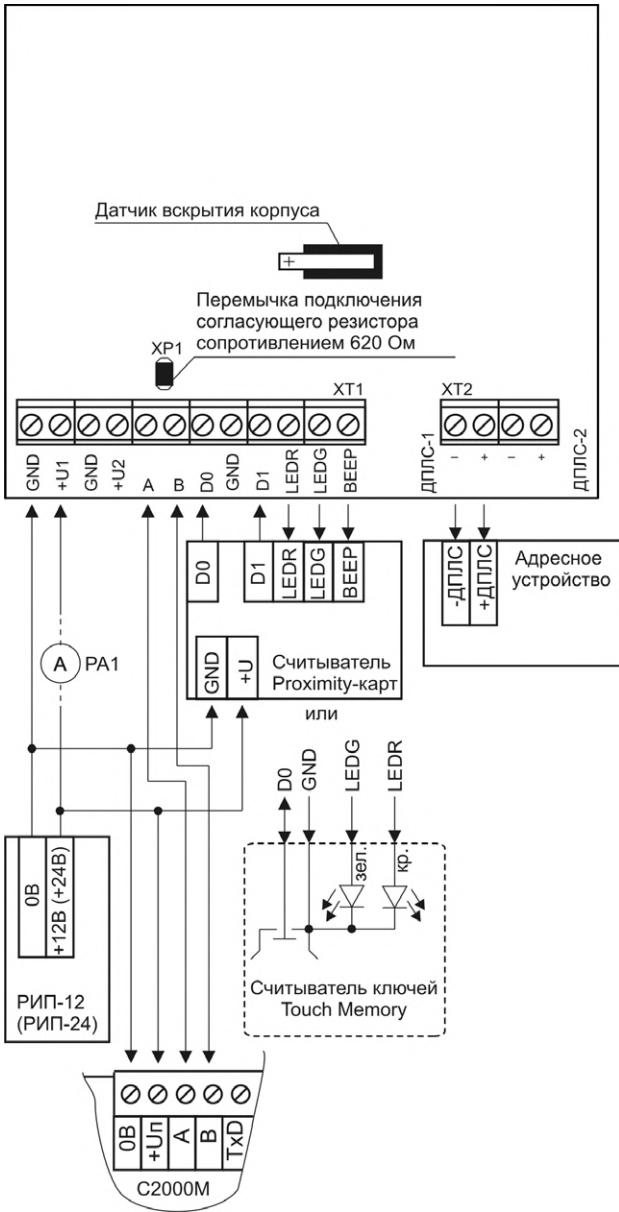 Датчик вскрытия корпуса
+
Перемычка подключения
согласующего резистора
сопротивлением 620 Ом
XP1
XT1
XT2
GND
+U1
GND
+U2
A
B
D0
GND
D1
LEDR
LEDG
BEEP
ДПЛС-1
–
+
–
+
ДПЛС-2
D0
D1
LEDR
LEDG
BEEP
GND
+U
Считыватель
Proximity-карт
-ДПЛС
+ДПЛС
Адресное
устройство
A
PA1
или
D0
GND
LEDG
LEDR
зел.
кр.
Считыватель ключей
Touch Memory
0В
+12В (+24В)
РИП-12
(РИП-24)
0В
+Uп
A
B
TxD
С2000М